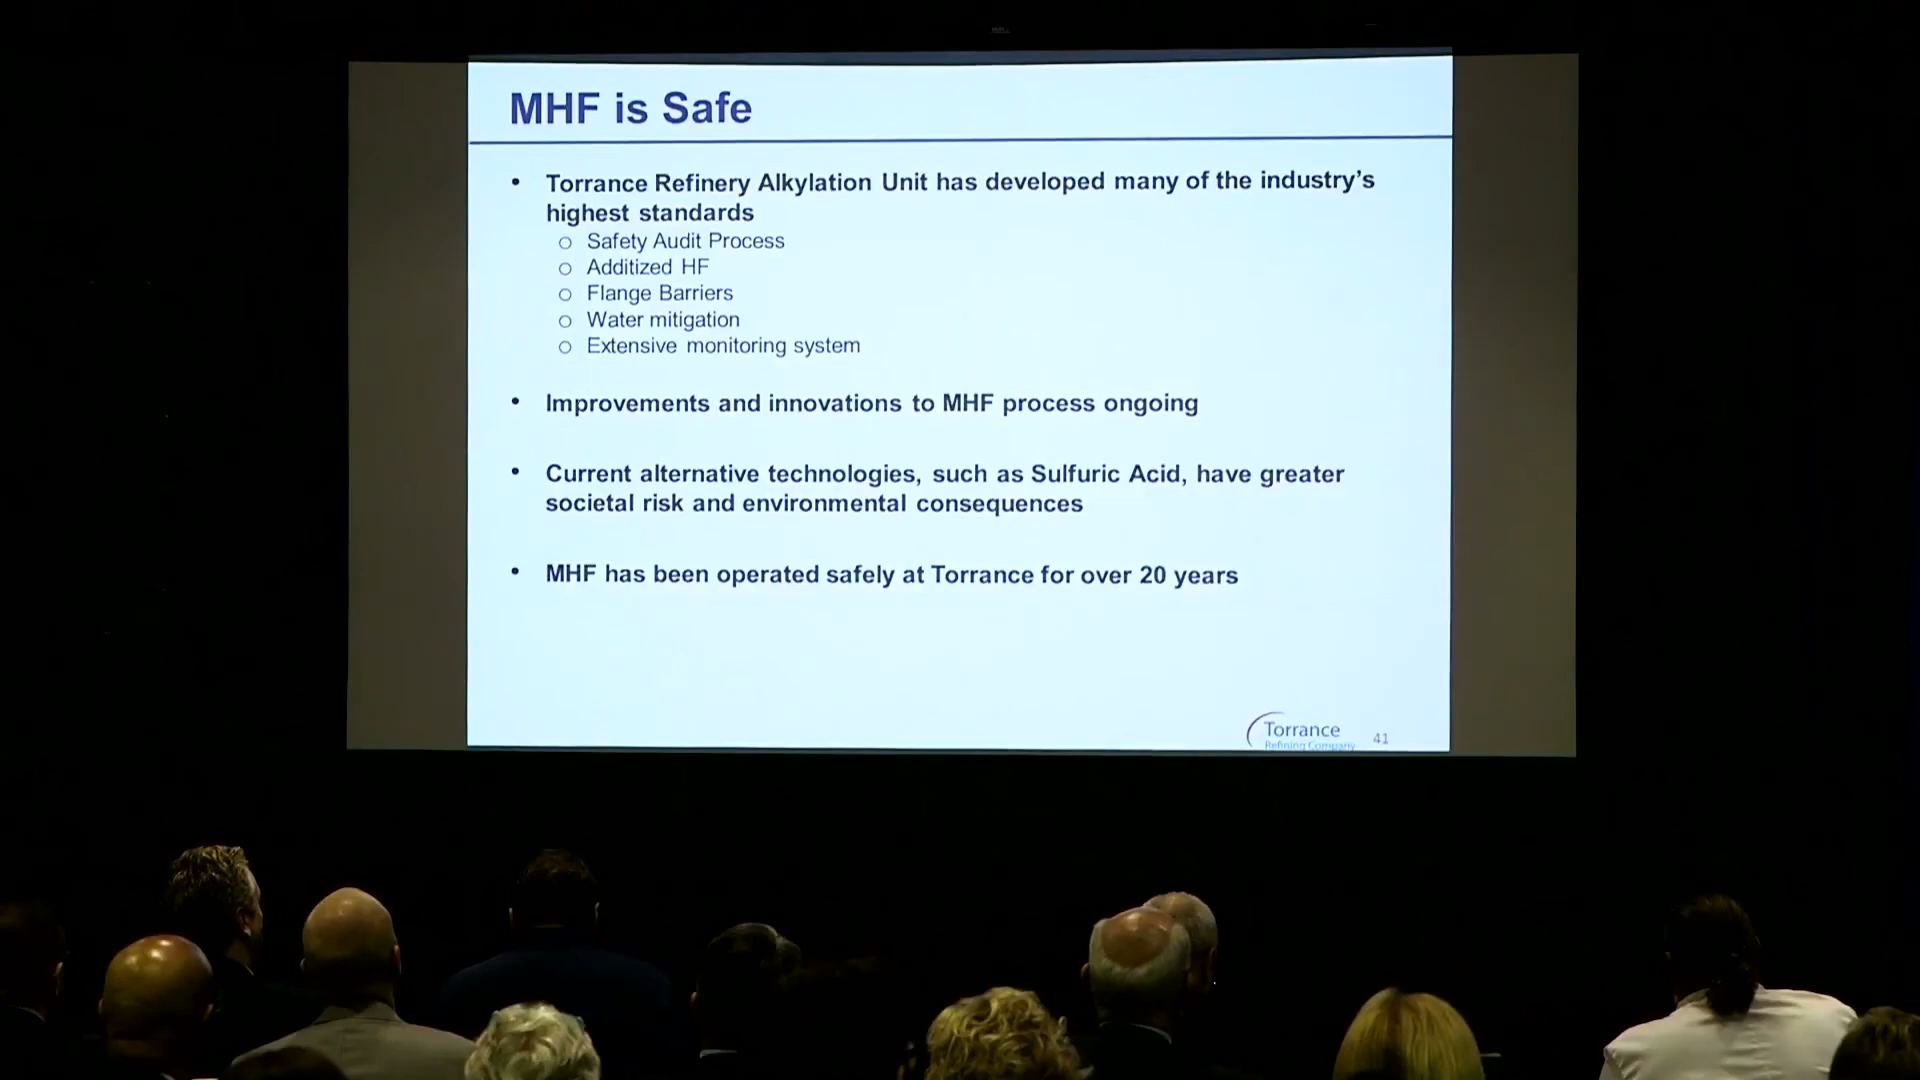 MHF is Safe
• Torrance Refinery Alkylation Unit has developed many of the industry's
highest standards
○ Safety Audit Process
○ Additized HF
○ Flange Barriers
○ Water mitigation
○ Extensive monitoring system
• Improvements and innovations to MHF process ongoing
• Current alternative technologies, such as Sulfuric Acid, have greater
societal risk and environmental consequences
• MHF has been operated safely at Torrance for over 20 years
Torrance
Refining Company
41